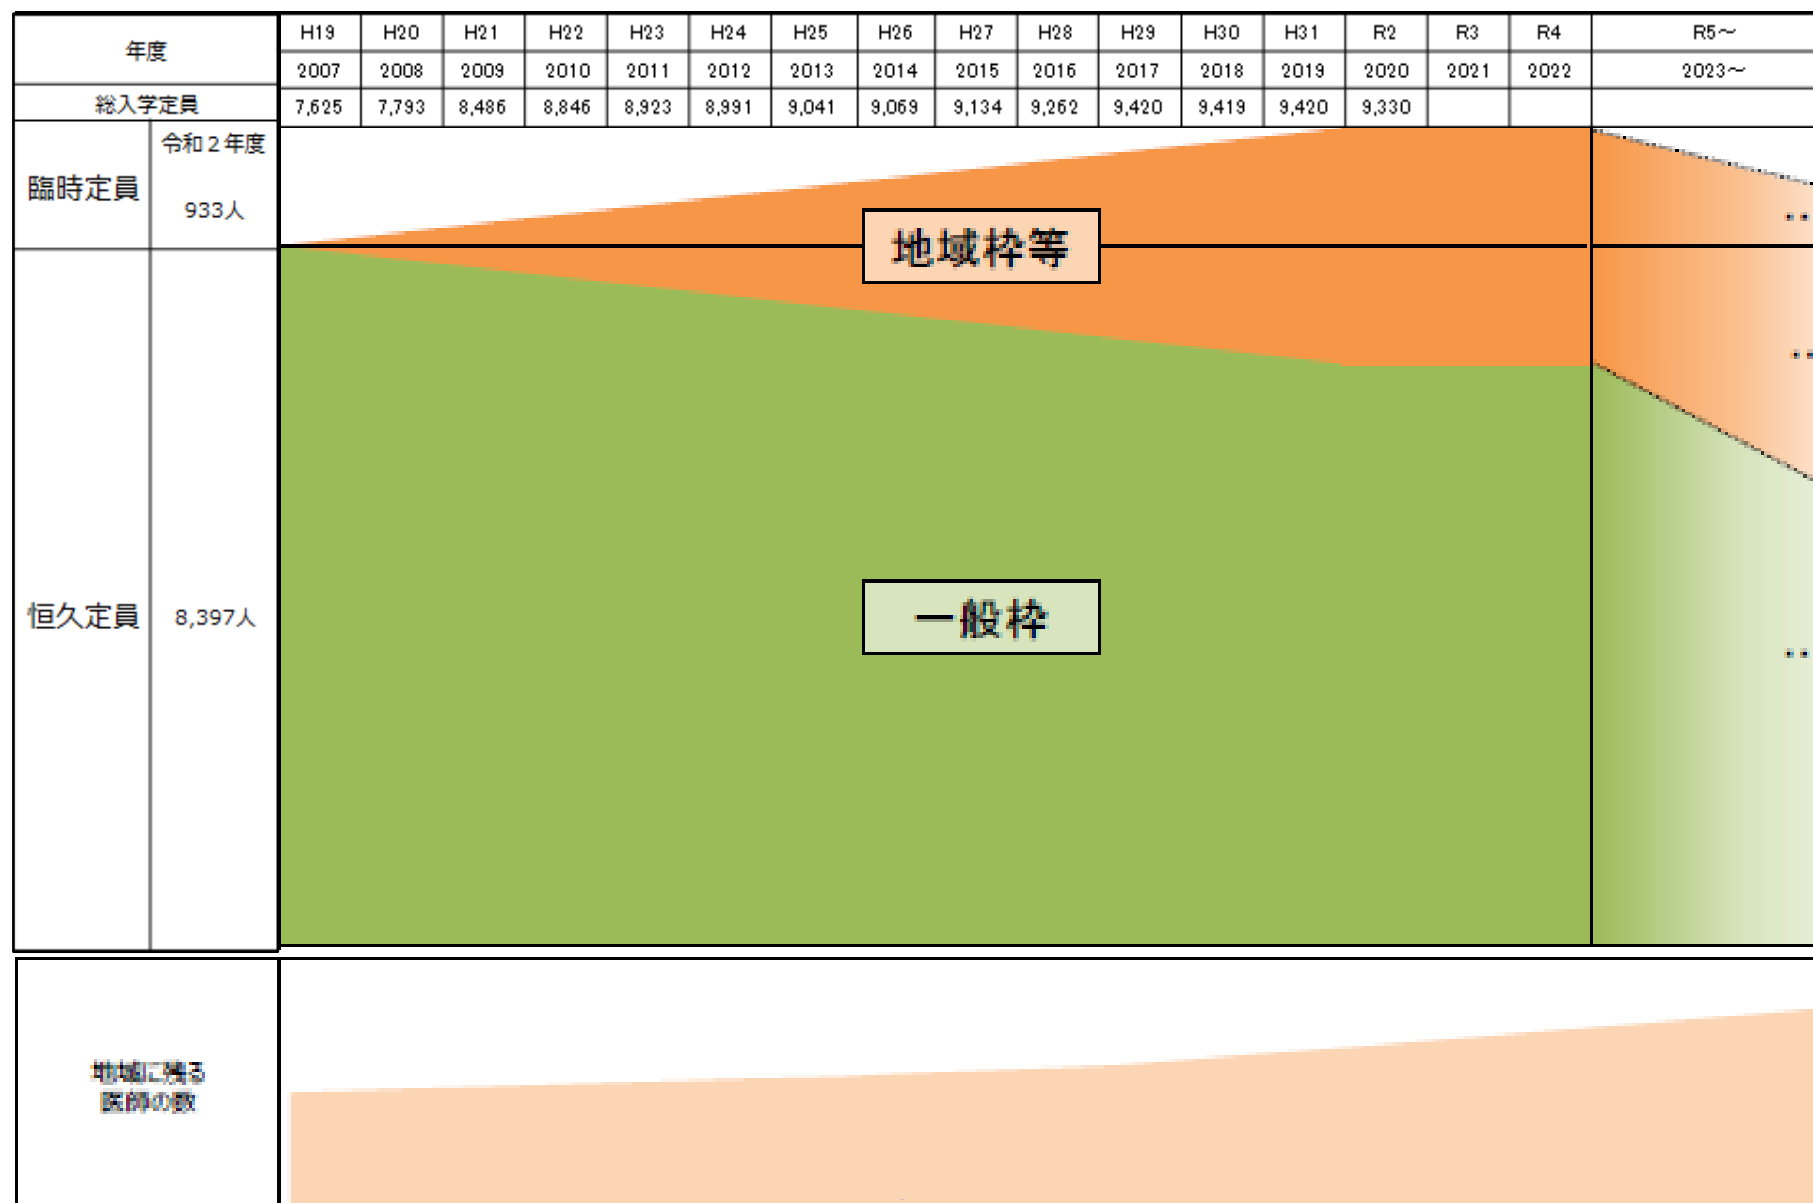 年度
H19 H20 H21 H22 H23 H24 H25 H26 H27 H28 H29 H30 H31 R2 R3 R4 R5～
2007 2008 2009 2010 2011 2012 2013 2014 2015 2016 2017 2018 2019 2020 2021 2022 2023～
総入学定員 7,625 7,793 8,486 8,846 8,923 8,991 9,041 9,069 9,134 9,262 9,420 9,419 9,420 9,330
臨時定員
令和２年度
933人
地域枠等
恒久定員
8,397人
一般枠
地域に残る
医師の数